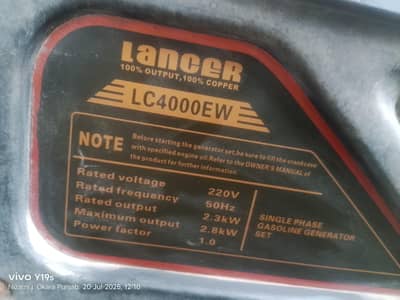 LanceR
100% OUTPUT,100% COPPER
LC4000EW
NOTE
Before starting the generator set,be sure to fill the crankcave
with specified engine oil Refer to the OWNER'S MANUAL of
the product for further information.
Rated voltage 220V
Rated frequency 50Hz
Rated output 2.3kW
Maximum output 2.8kW
Power factor 1.0
SINGLE PHASE
GASOLINE GENERATOR
SET
vivo Y19s
Okara Punjab, 20 Jul 2025, 12:10